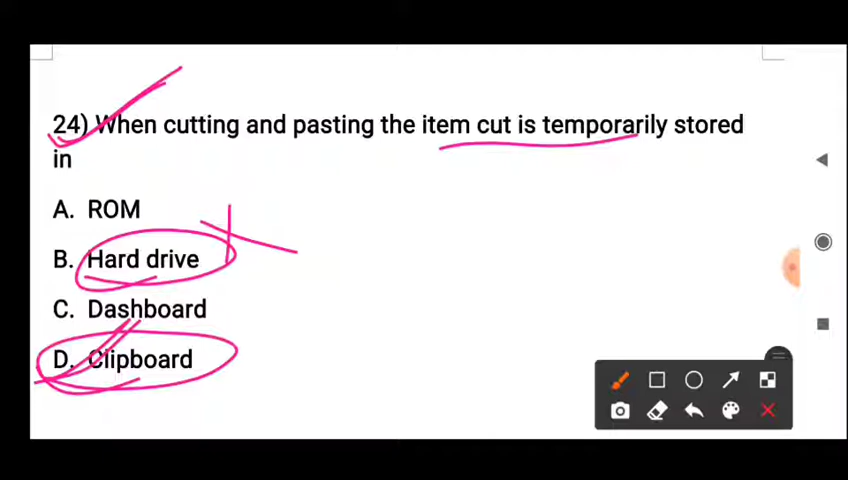 24) When cutting and pasting the item cut is temporarily stored
in
A. ROM
B. Hard drive
C. Dashboard
D. Clipboard